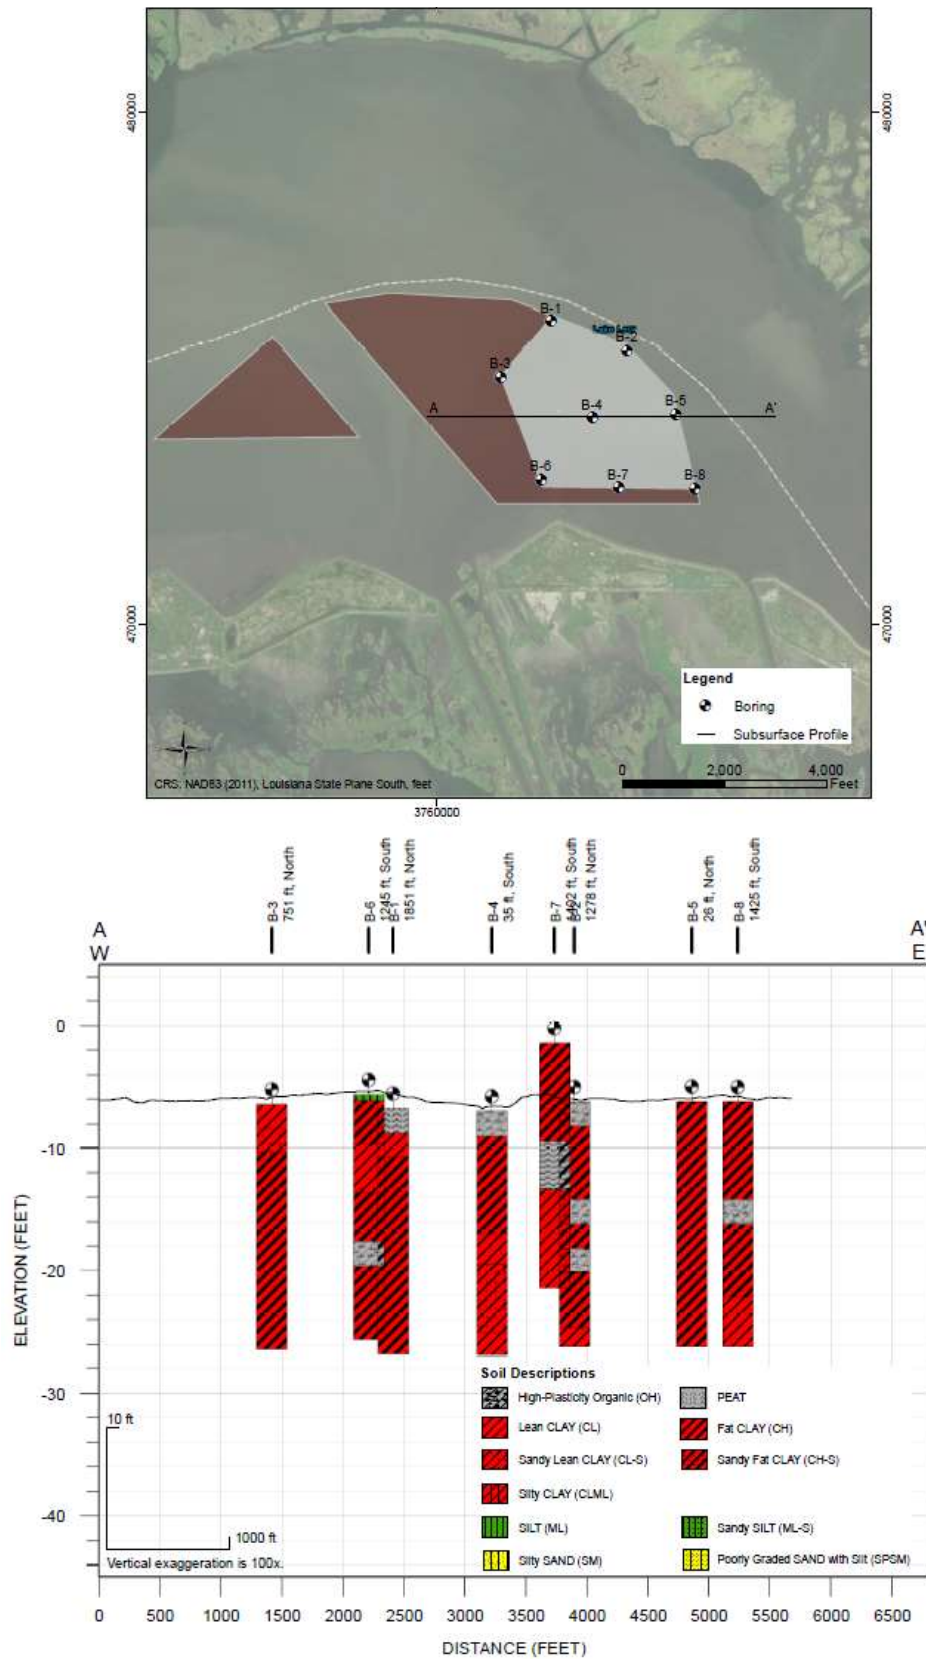 480000
480000
B-1
Lake Lery
B-2
B-3
B-4
B-5
A
A'
B-6
B-7
B-8
470000
470000
Legend
Boring
Subsurface Profile
0 2,000 4,000
Feet
CRS: NAD83 (2011), Louisiana State Plane South, feet
3760000
B-3
751 ft, North
B-6
1245 ft, South
B-1
1851 ft, North
B-4
35 ft, South
B-7
1402 ft, South
B-2
1278 ft, North
B-5
26 ft, North
B-8
1425 ft, South
A
W
A'
E
0
-10
-20
-30
-40
ELEVATION (FEET)
Soil Descriptions
High-Plasticity Organic (OH)
PEAT
Lean CLAY (CL)
Fat CLAY (CH)
Sandy Lean CLAY (CL-S)
Sandy Fat CLAY (CH-S)
Silty CLAY (CLML)
SILT (ML)
Sandy SILT (ML-S)
Silty SAND (SM)
Poorly Graded SAND with Silt (SPSM)
10 ft
1000 ft
Vertical exaggeration is 100x.
0 500 1000 1500 2000 2500 3000 3500 4000 4500 5000 5500 6000 6500
DISTANCE (FEET)